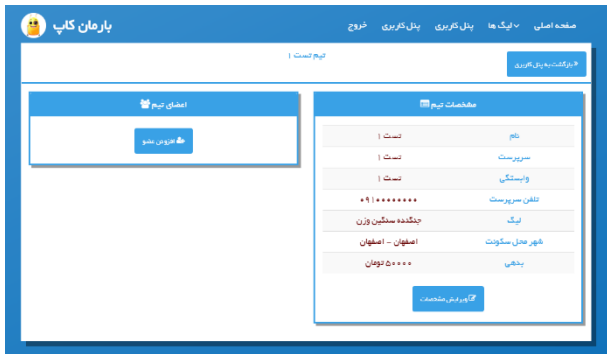 صفحه اصلی لیگ ها پنل کاربری پنل کاربری خروج بارمان کاپ
« بازگشت به پنل کاربری تیم تست ۱
مشخصات تیم
نام تست ۱
سرپرست تست ۱
وابستگی تست ۱
تلفن سرپرست ۰۹۱۰۰۰۰۰۰۰۰
لیگ جنگنده سنگین وزن
شهر محل سکونت اصفهان - اصفهان
بدهی ۵۰۰۰۰ تومان
ویرایش مشخصات
اعضای تیم
افزودن عضو